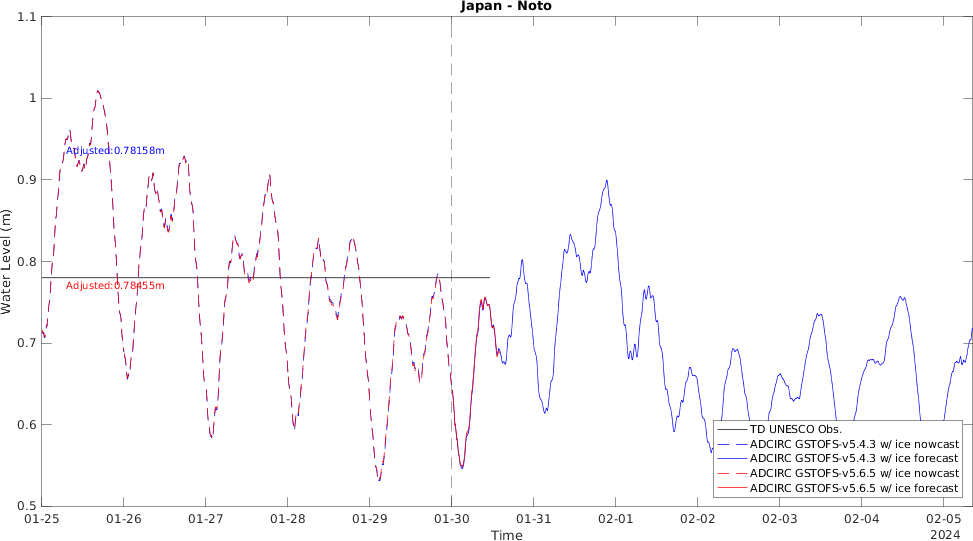 Japan - Noto
Water Level (m)
1.1
1
0.9
0.8
0.7
0.6
0.5
Adjusted:0.78158m
Adjusted:0.78455m
TD UNESCO Obs.
ADCIRC GSTOFS-v5.4.3 w/ ice nowcast
ADCIRC GSTOFS-v5.4.3 w/ ice forecast
ADCIRC GSTOFS-v5.6.5 w/ ice nowcast
ADCIRC GSTOFS-v5.6.5 w/ ice forecast
01-25 01-26 01-27 01-28 01-29 01-30 01-31 02-01 02-02 02-03 02-04 02-05
Time
2024